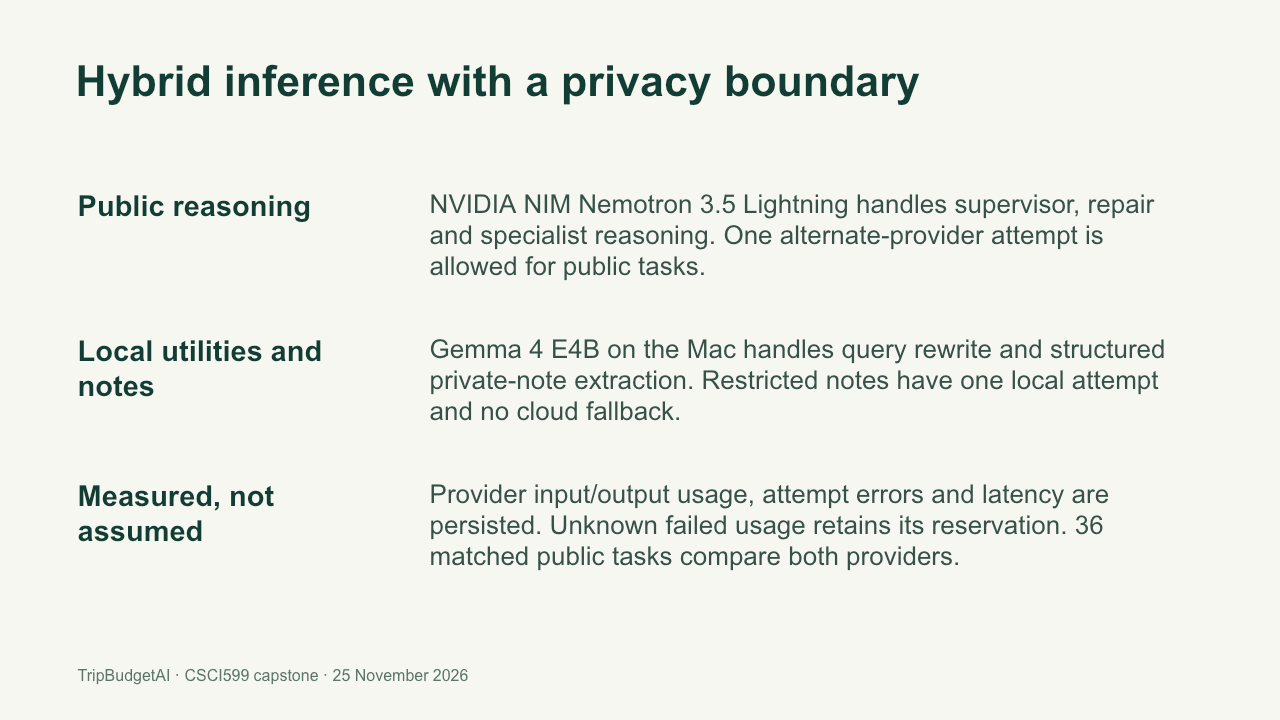 Hybrid inference with a privacy boundary
Public reasoning
NVIDIA NIM Nemotron 3.5 Lightning handles supervisor, repair
and specialist reasoning. One alternate-provider attempt is
allowed for public tasks.
Local utilities and
notes
Gemma 4 E4B on the Mac handles query rewrite and structured
private-note extraction. Restricted notes have one local attempt
and no cloud fallback.
Measured, not
assumed
Provider input/output usage, attempt errors and latency are
persisted. Unknown failed usage retains its reservation. 36
matched public tasks compare both providers.
TripBudgetAI · CSCI599 capstone · 25 November 2026